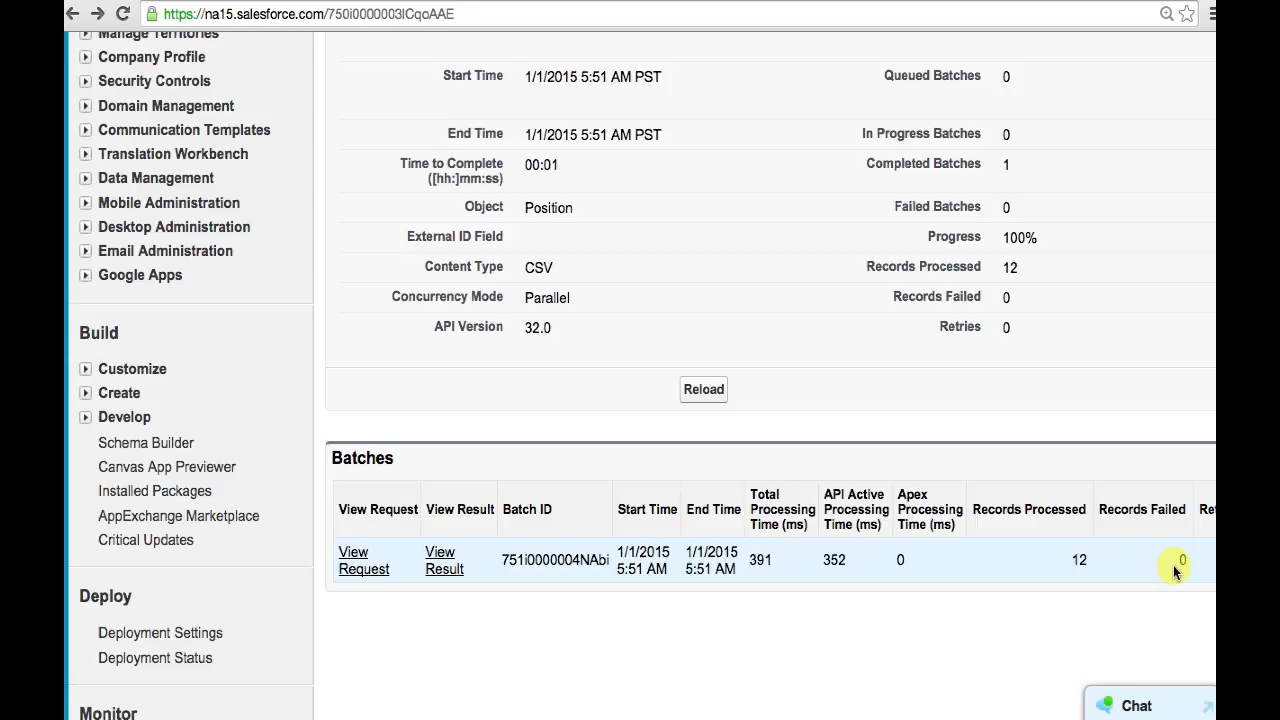 https://na15.salesforce.com/750i0000003lCqoAAE
Manage Territories
Company Profile
Security Controls
Domain Management
Communication Templates
Translation Workbench
Data Management
Mobile Administration
Desktop Administration
Email Administration
Google Apps
Build
Customize
Create
Develop
Schema Builder
Canvas App Previewer
Installed Packages
AppExchange Marketplace
Critical Updates
Deploy
Deployment Settings
Deployment Status
Monitor
Start Time 1/1/2015 5:51 AM PST Queued Batches 0
End Time 1/1/2015 5:51 AM PST In Progress Batches 0
Time to Complete 00:01 Completed Batches 1
([hh:]mm:ss)
Object Position Failed Batches 0
External ID Field Progress 100%
Content Type CSV Records Processed 12
Concurrency Mode Parallel Records Failed 0
API Version 32.0 Retries 0
Reload
Batches
View Request View Result Batch ID Start Time End Time Total Processing Time (ms) API Active Processing Time (ms) Apex Processing Time (ms) Records Processed Records Failed
View Request View Result 751i0000004NAbi 1/1/2015 5:51 AM 1/1/2015 5:51 AM 391 352 0 12 0
Chat